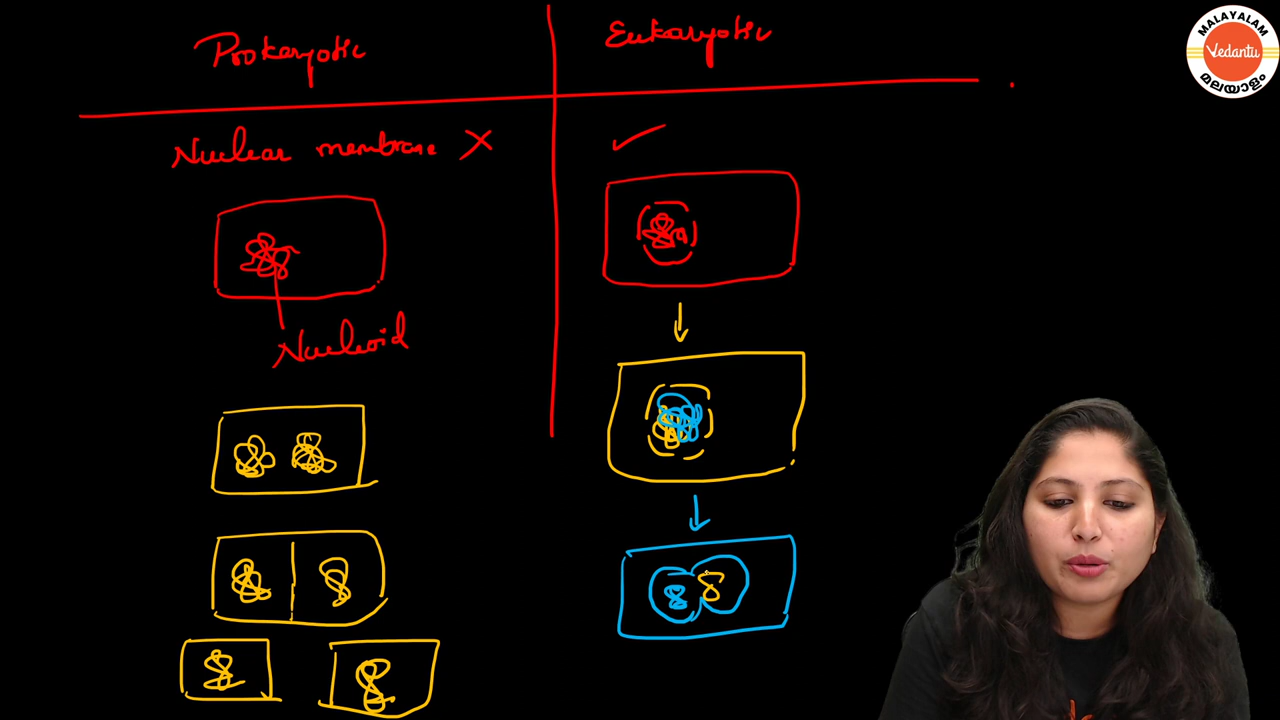 Prokaryotic
Eukaryotic
Nuclear membrane X
✓
Nucleoid
MALAYALAM
Vedantu
മലയാളം